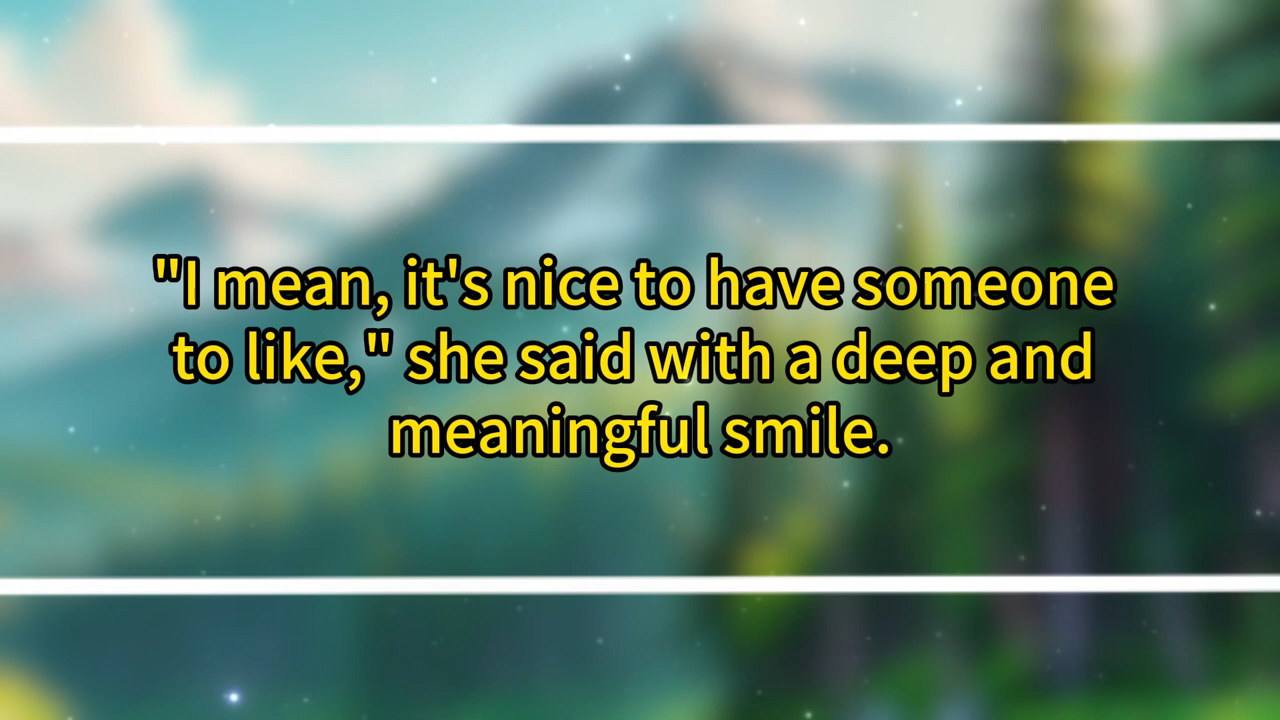 "I mean, it's nice to have someone
to like," she said with a deep and
meaningful smile.